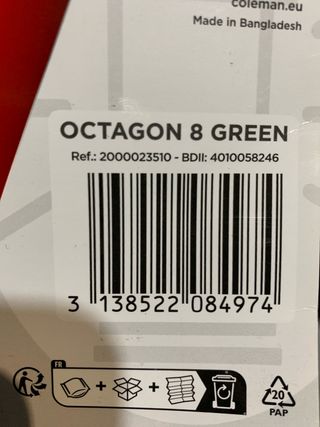 coleman.eu
Made in Bangladesh
OCTAGON 8 GREEN
Ref.: 2000023510 - BDII: 4010058246
3 138522 084974
FR
+ +
20
PAP